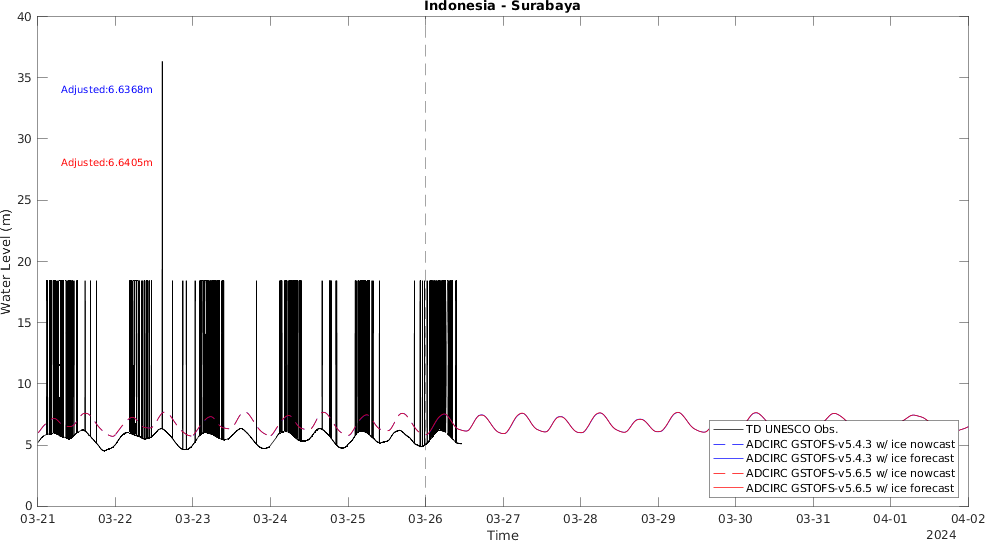 Indonesia - Surabaya
40
35
30
25
20
15
10
5
0
Water Level (m)
Adjusted:6.6368m
Adjusted:6.6405m
TD UNESCO Obs.
ADCIRC GSTOFS-v5.4.3 w/ ice nowcast
ADCIRC GSTOFS-v5.4.3 w/ ice forecast
ADCIRC GSTOFS-v5.6.5 w/ ice nowcast
ADCIRC GSTOFS-v5.6.5 w/ ice forecast
03-21 03-22 03-23 03-24 03-25 03-26 03-27 03-28 03-29 03-30 03-31 04-01 04-02
Time
2024